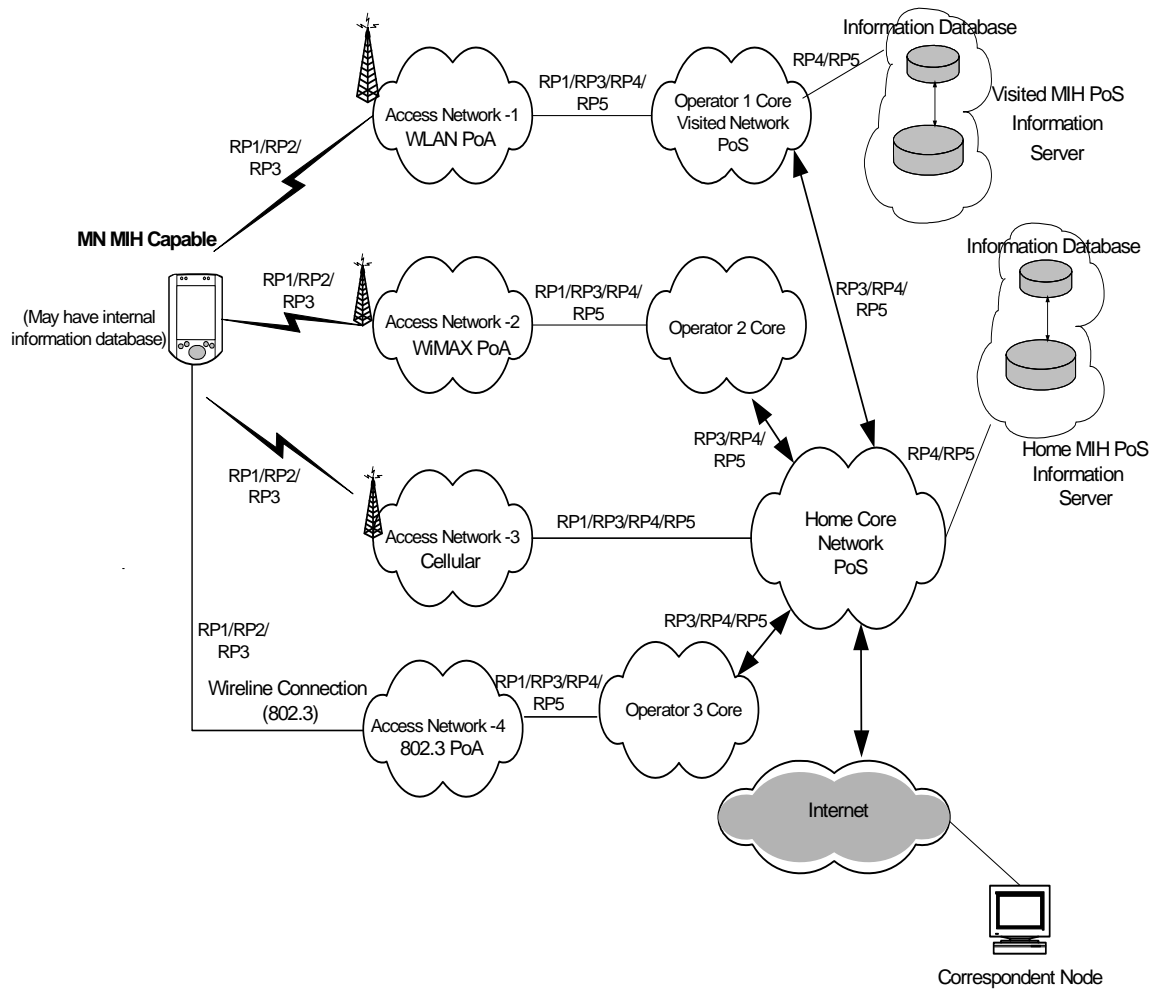 Information Database
RP4/RP5
RP1/RP3/RP4/
RP5
Access Network -1
WLAN PoA
Operator 1 Core
Visited Network
PoS
Visited MIH PoS
Information
Server
RP1/RP2/
RP3
MN MIH Capable
(May have internal
information database)
RP1/RP2/
RP3
Access Network -2
WiMAX PoA
RP1/RP3/RP4/
RP5
Operator 2 Core
RP3/RP4/
RP5
Information Database
RP3/RP4/
RP5
RP4/RP5
Home MIH PoS
Information
Server
RP1/RP2/
RP3
Access Network -3
Cellular
RP1/RP3/RP4/RP5
Home Core
Network
PoS
RP1/RP2/
RP3
Wireline Connection
(802.3)
Access Network -4
802.3 PoA
RP1/RP3/RP4/
RP5
Operator 3 Core
RP3/RP4/RP5
Internet
Correspondent Node